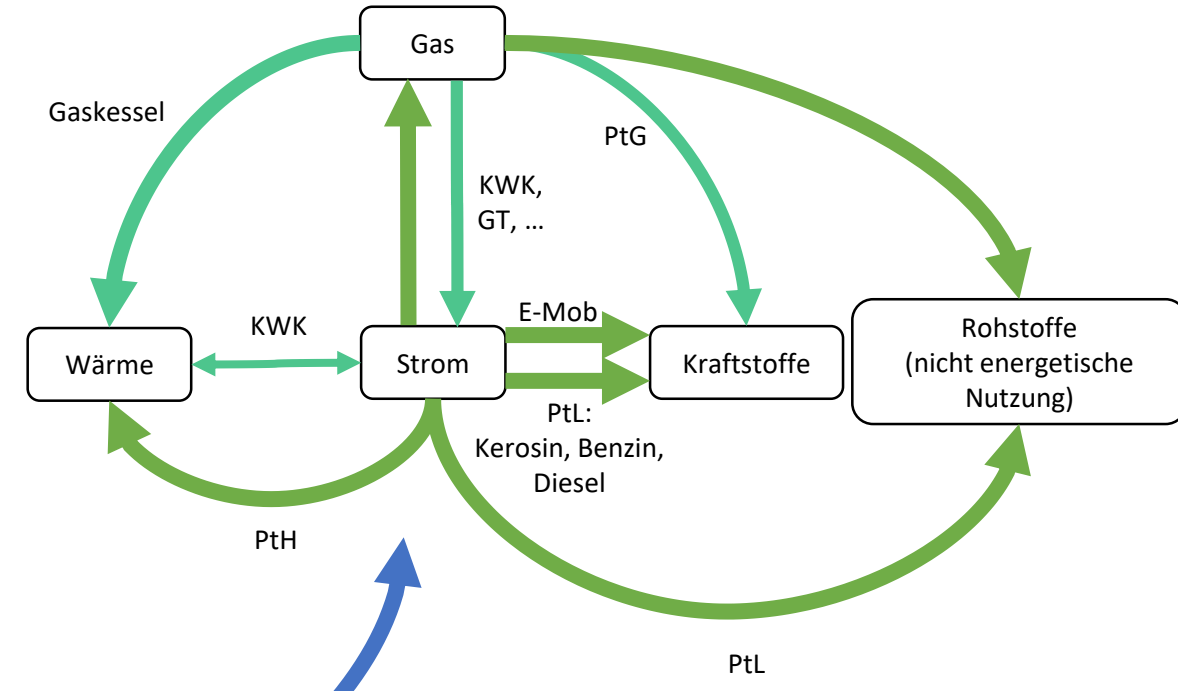 Gas
Gaskessel
PtG
KWK,
GT, ...
E-Mob
KWK
Wärme
Strom
Kraftstoffe
Rohstoffe
(nicht energetische
Nutzung)
PtL:
Kerosin, Benzin,
Diesel
PtH
PtL